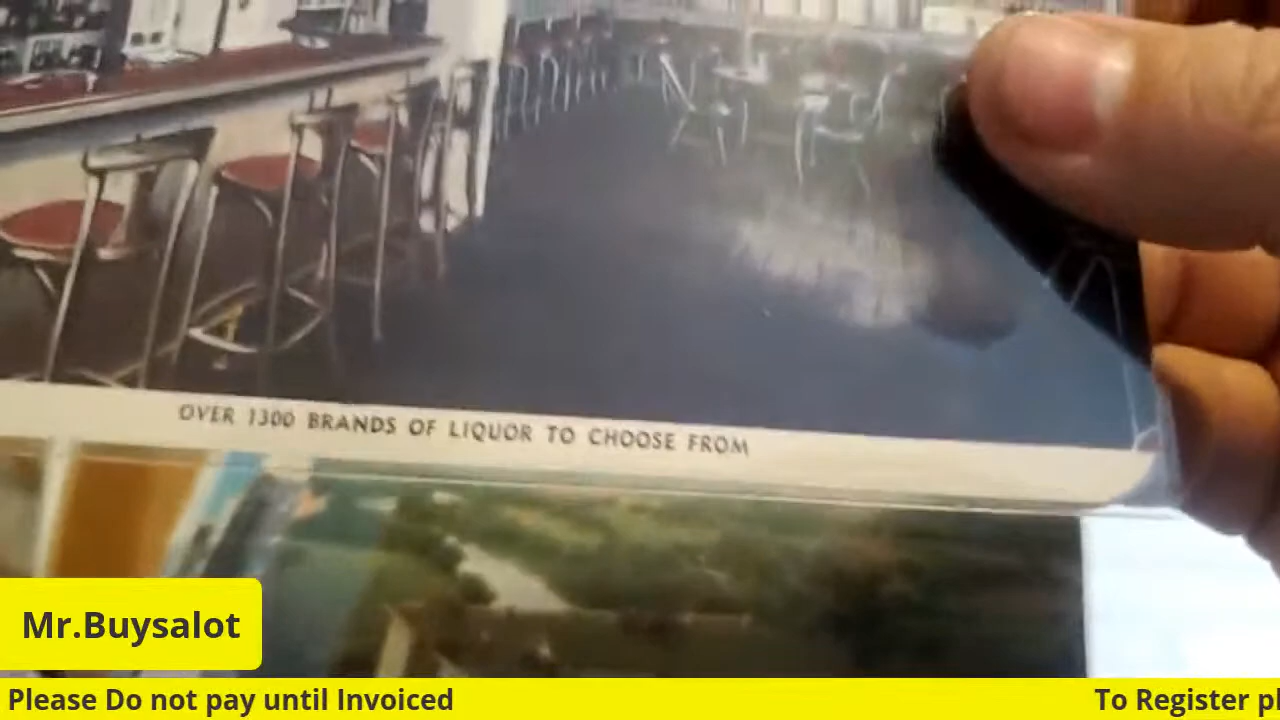 OVER 1300 BRANDS OF LIQUOR TO CHOOSE FROM
Mr.Buysalot
Please Do not pay until Invoiced
To Register pl